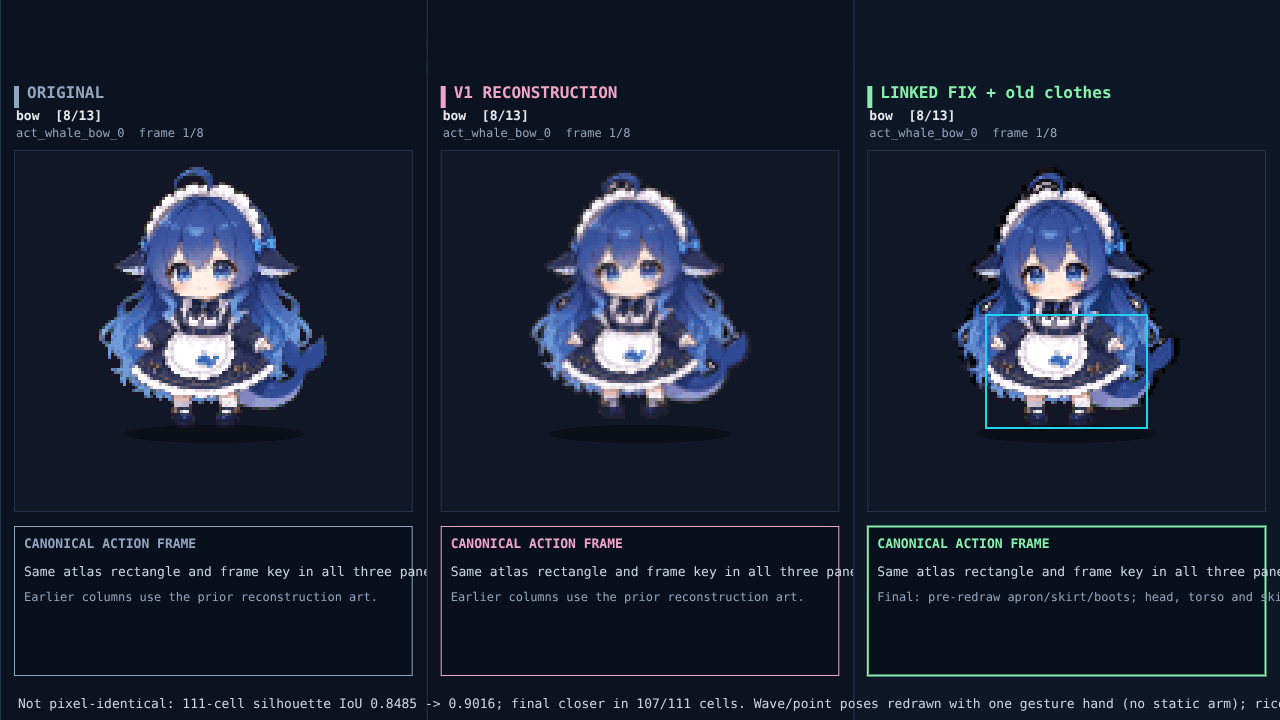 ORIGINAL
bow [8/13]
act_whale_bow_0 frame 1/8
V1 RECONSTRUCTION
bow [8/13]
act_whale_bow_0 frame 1/8
LINKED FIX + old clothes
bow [8/13]
act_whale_bow_0 frame 1/8
CANONICAL ACTION FRAME
Same atlas rectangle and frame key in all three pane
Earlier columns use the prior reconstruction art.
CANONICAL ACTION FRAME
Same atlas rectangle and frame key in all three pane
Earlier columns use the prior reconstruction art.
CANONICAL ACTION FRAME
Same atlas rectangle and frame key in all three pane
Final: pre-redraw apron/skirt/boots; head, torso and ski
Not pixel-identical: 111-cell silhouette IoU 0.8485 -> 0.9016; final closer in 107/111 cells. Wave/point poses redrawn with one gesture hand (no static arm); ric